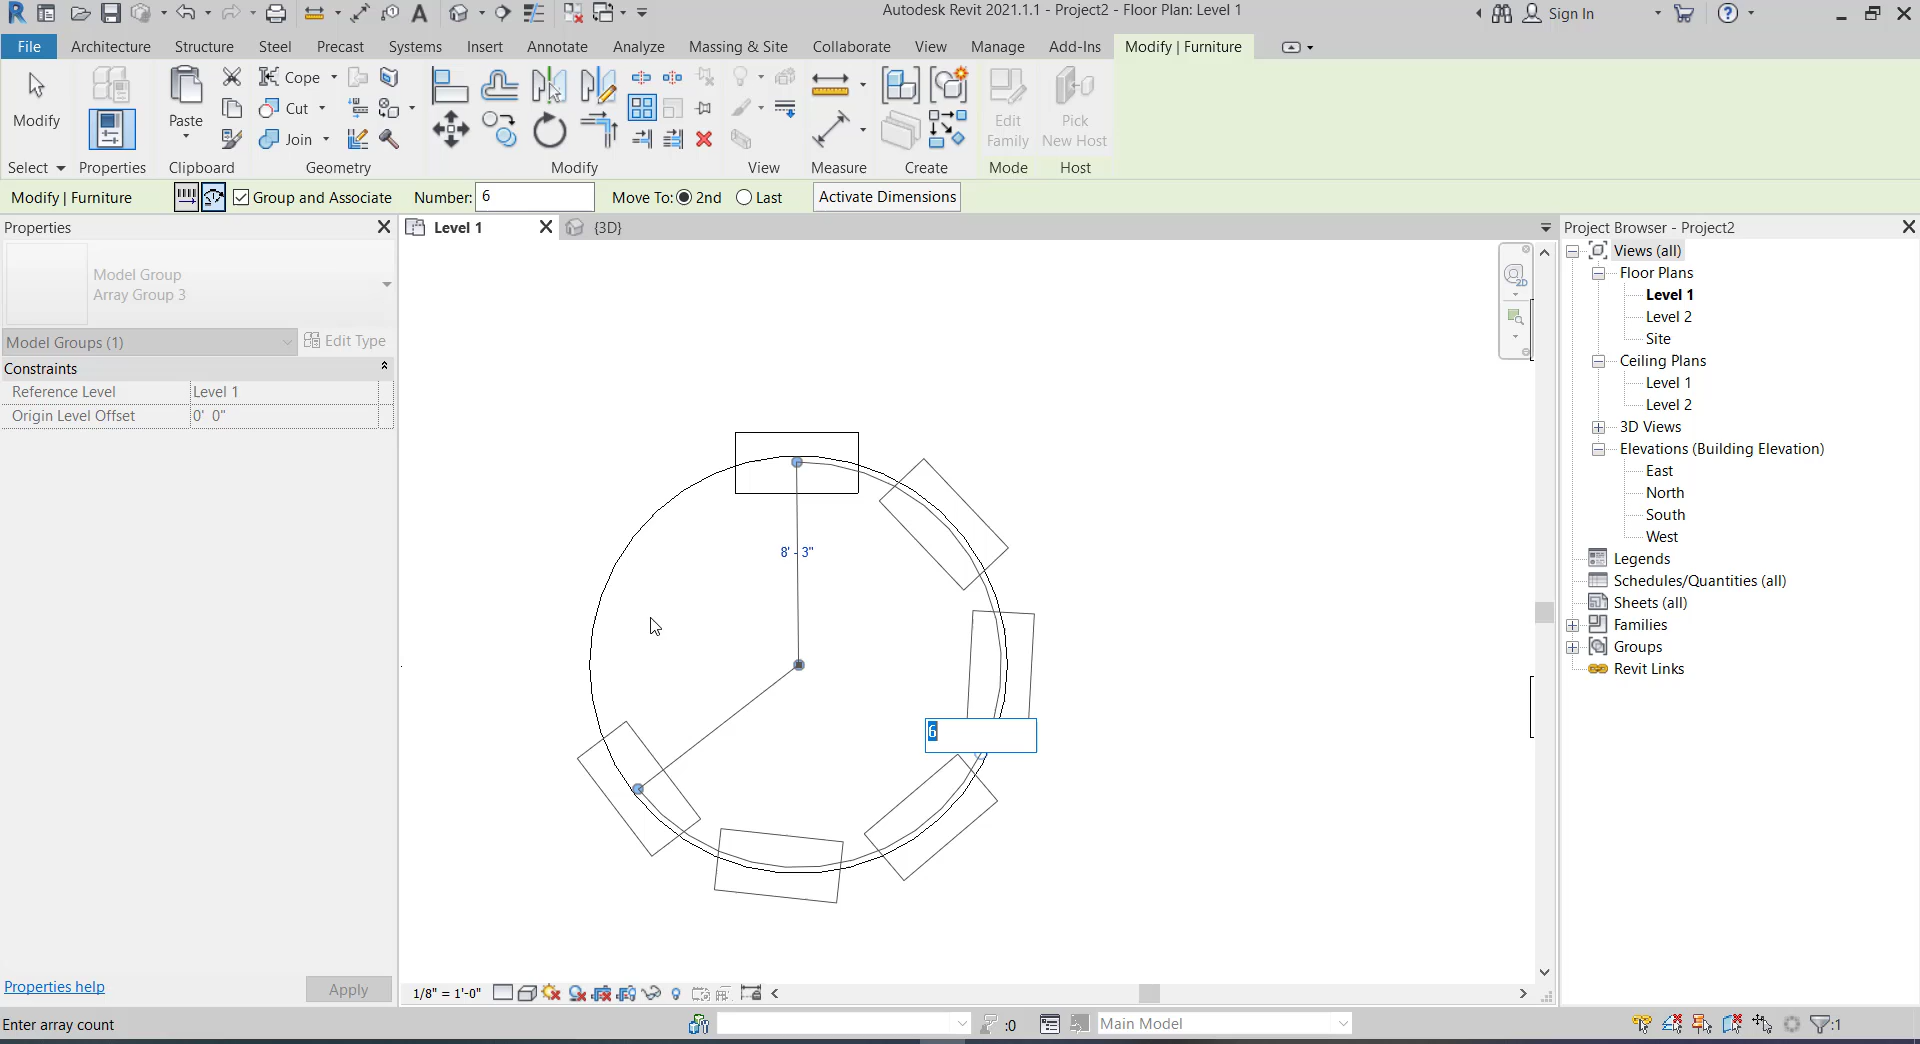 Autodesk Revit 2021.1.1 - Project2 - Floor Plan: Level 1
Sign In
File Architecture Structure Steel Precast Systems Insert Annotate Analyze Massing & Site Collaborate View Manage Add-Ins Modify | Furniture
Modify
Paste
Cope
Cut
Join
Edit
Family
Pick
New Host
Select Properties Clipboard Geometry Modify View Measure Create Mode Host
Modify | Furniture Group and Associate Number: 6 Move To: 2nd Last Activate Dimensions
Properties
Level 1
{3D}
Project Browser - Project2
Model Group
Array Group 3
Model Groups (1)
Edit Type
Constraints
Reference Level Level 1
Origin Level Offset 0' 0"
2D
8' - 3"
6
Views (all)
Floor Plans
Level 1
Level 2
Site
Ceiling Plans
Level 1
Level 2
3D Views
Elevations (Building Elevation)
East
North
South
West
Legends
Schedules/Quantities (all)
Sheets (all)
Families
Groups
Revit Links
Properties help
Apply
1/8" = 1'-0"
Enter array count
:0
Main Model
:1